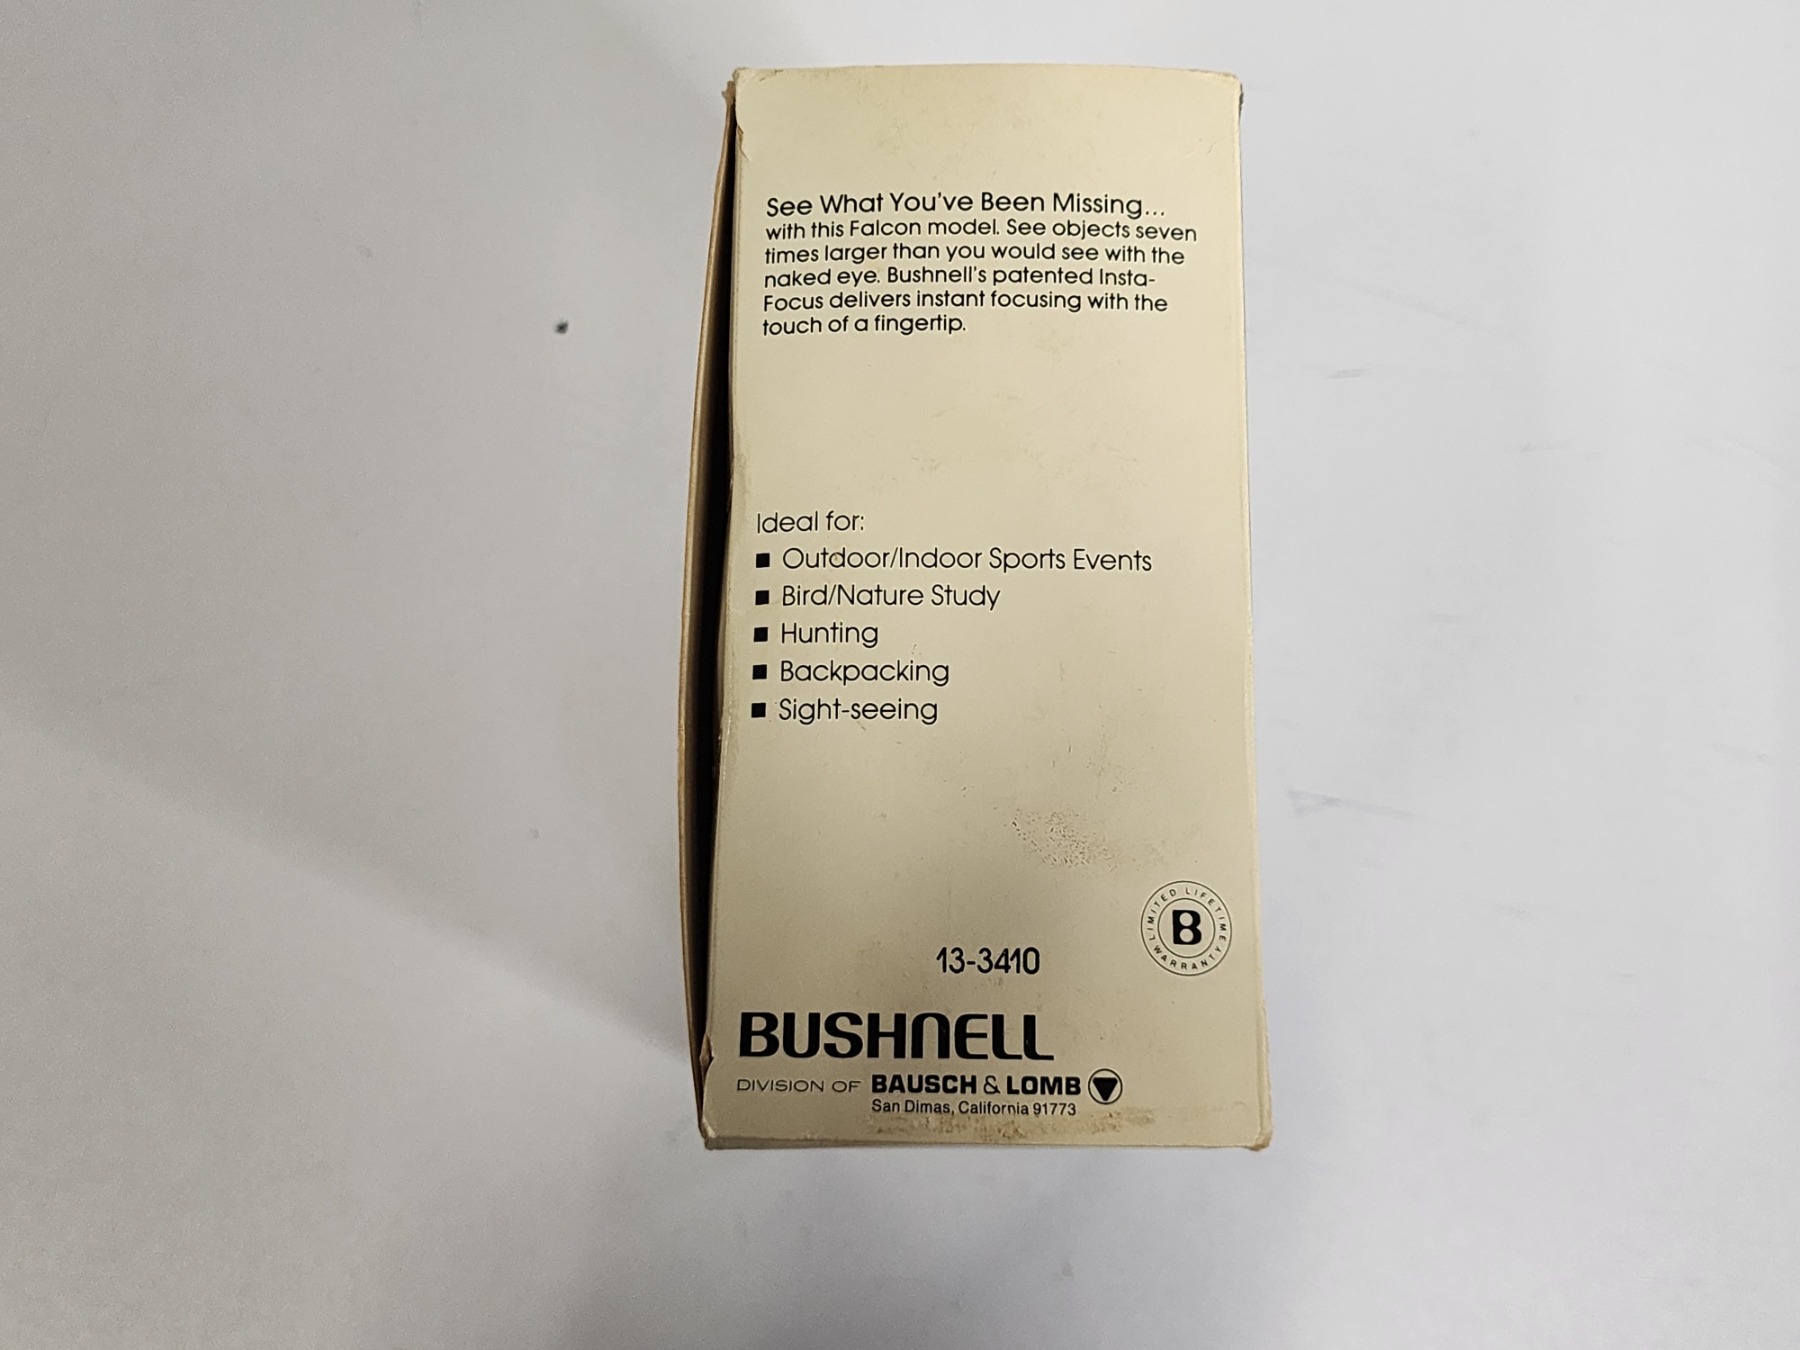 See What You've Been Missing...
with this Falcon model. See objects seven
times larger than you would see with the
naked eye. Bushnell's patented Insta-
Focus delivers instant focusing with the
touch of a fingertip.
Ideal for:
■ Outdoor/Indoor Sports Events
■ Bird/Nature Study
■ Hunting
■ Backpacking
■ Sight-seeing
LIMITED LIFETIME WARRANTY
B
13-3410
BUSHNELL
DIVISION OF BAUSCH & LOMB
San Dimas, California 91773